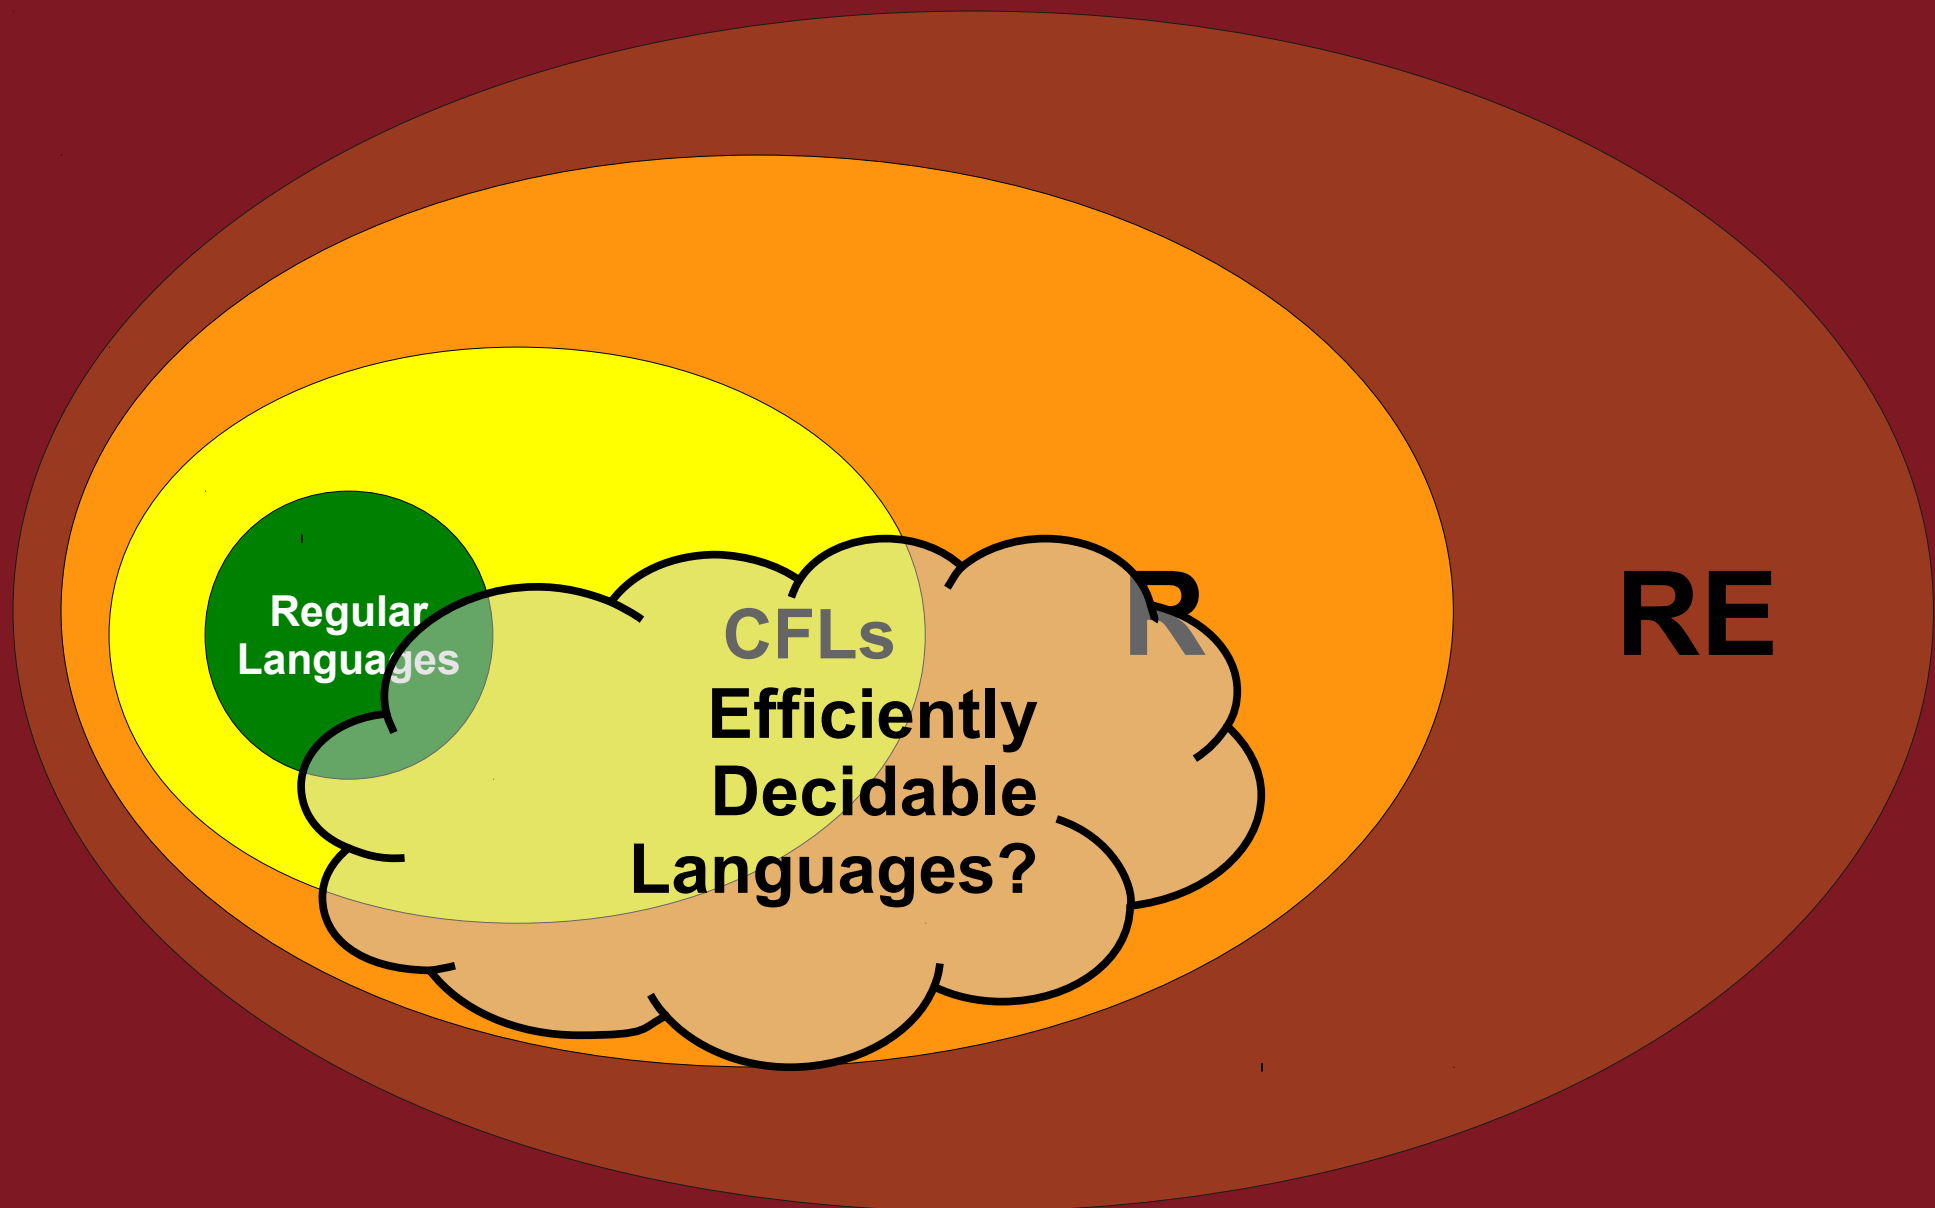 Regular
Languages
CFLs
R
RE
Efficiently
Decidable
Languages?